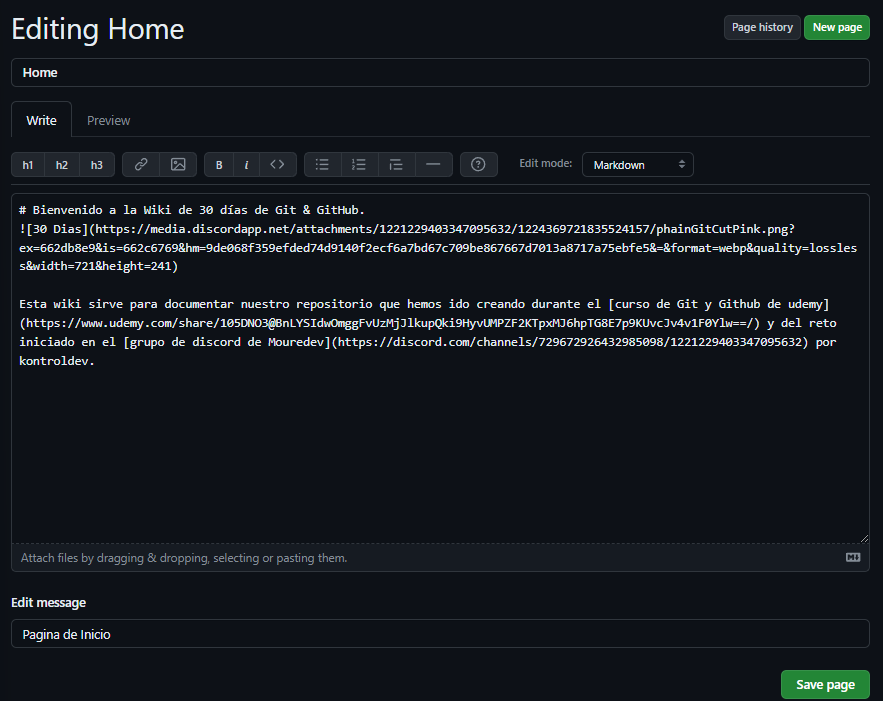 Editing Home
Page history
New page
Home
Write
Preview
h1 h2 h3
B i <>
Edit mode:
Markdown
# Bienvenido a la Wiki de 30 días de Git & GitHub.
![30 Dias](https://media.discordapp.net/attachments/1221229403347095632/1224369721835524157/phainGitCutPink.png?
ex=662db8e9&is=662c6769&hm=9de068f359efded74d9140f2ecf6a7bd67c709be867667d7013a8717a75ebfe5&=&format=webp&quality=lossles
s&width=721&height=241)
Esta wiki sirve para documentar nuestro repositorio que hemos ido creando durante el [curso de Git y Github de udemy]
(https://www.udemy.com/share/105DNO3@BnLYSIdwOmggFvUzMjJlkupQki9HyvUMPZF2KTpxMJ6hpTG8E7p9KUvcJv4v1F0Ylw==/) y del reto
iniciado en el [grupo de discord de Mouredev](https://discord.com/channels/729672926432985098/1221229403347095632) por
kontroldev.
Attach files by dragging & dropping, selecting or pasting them.
Edit message
Pagina de Inicio
Save page